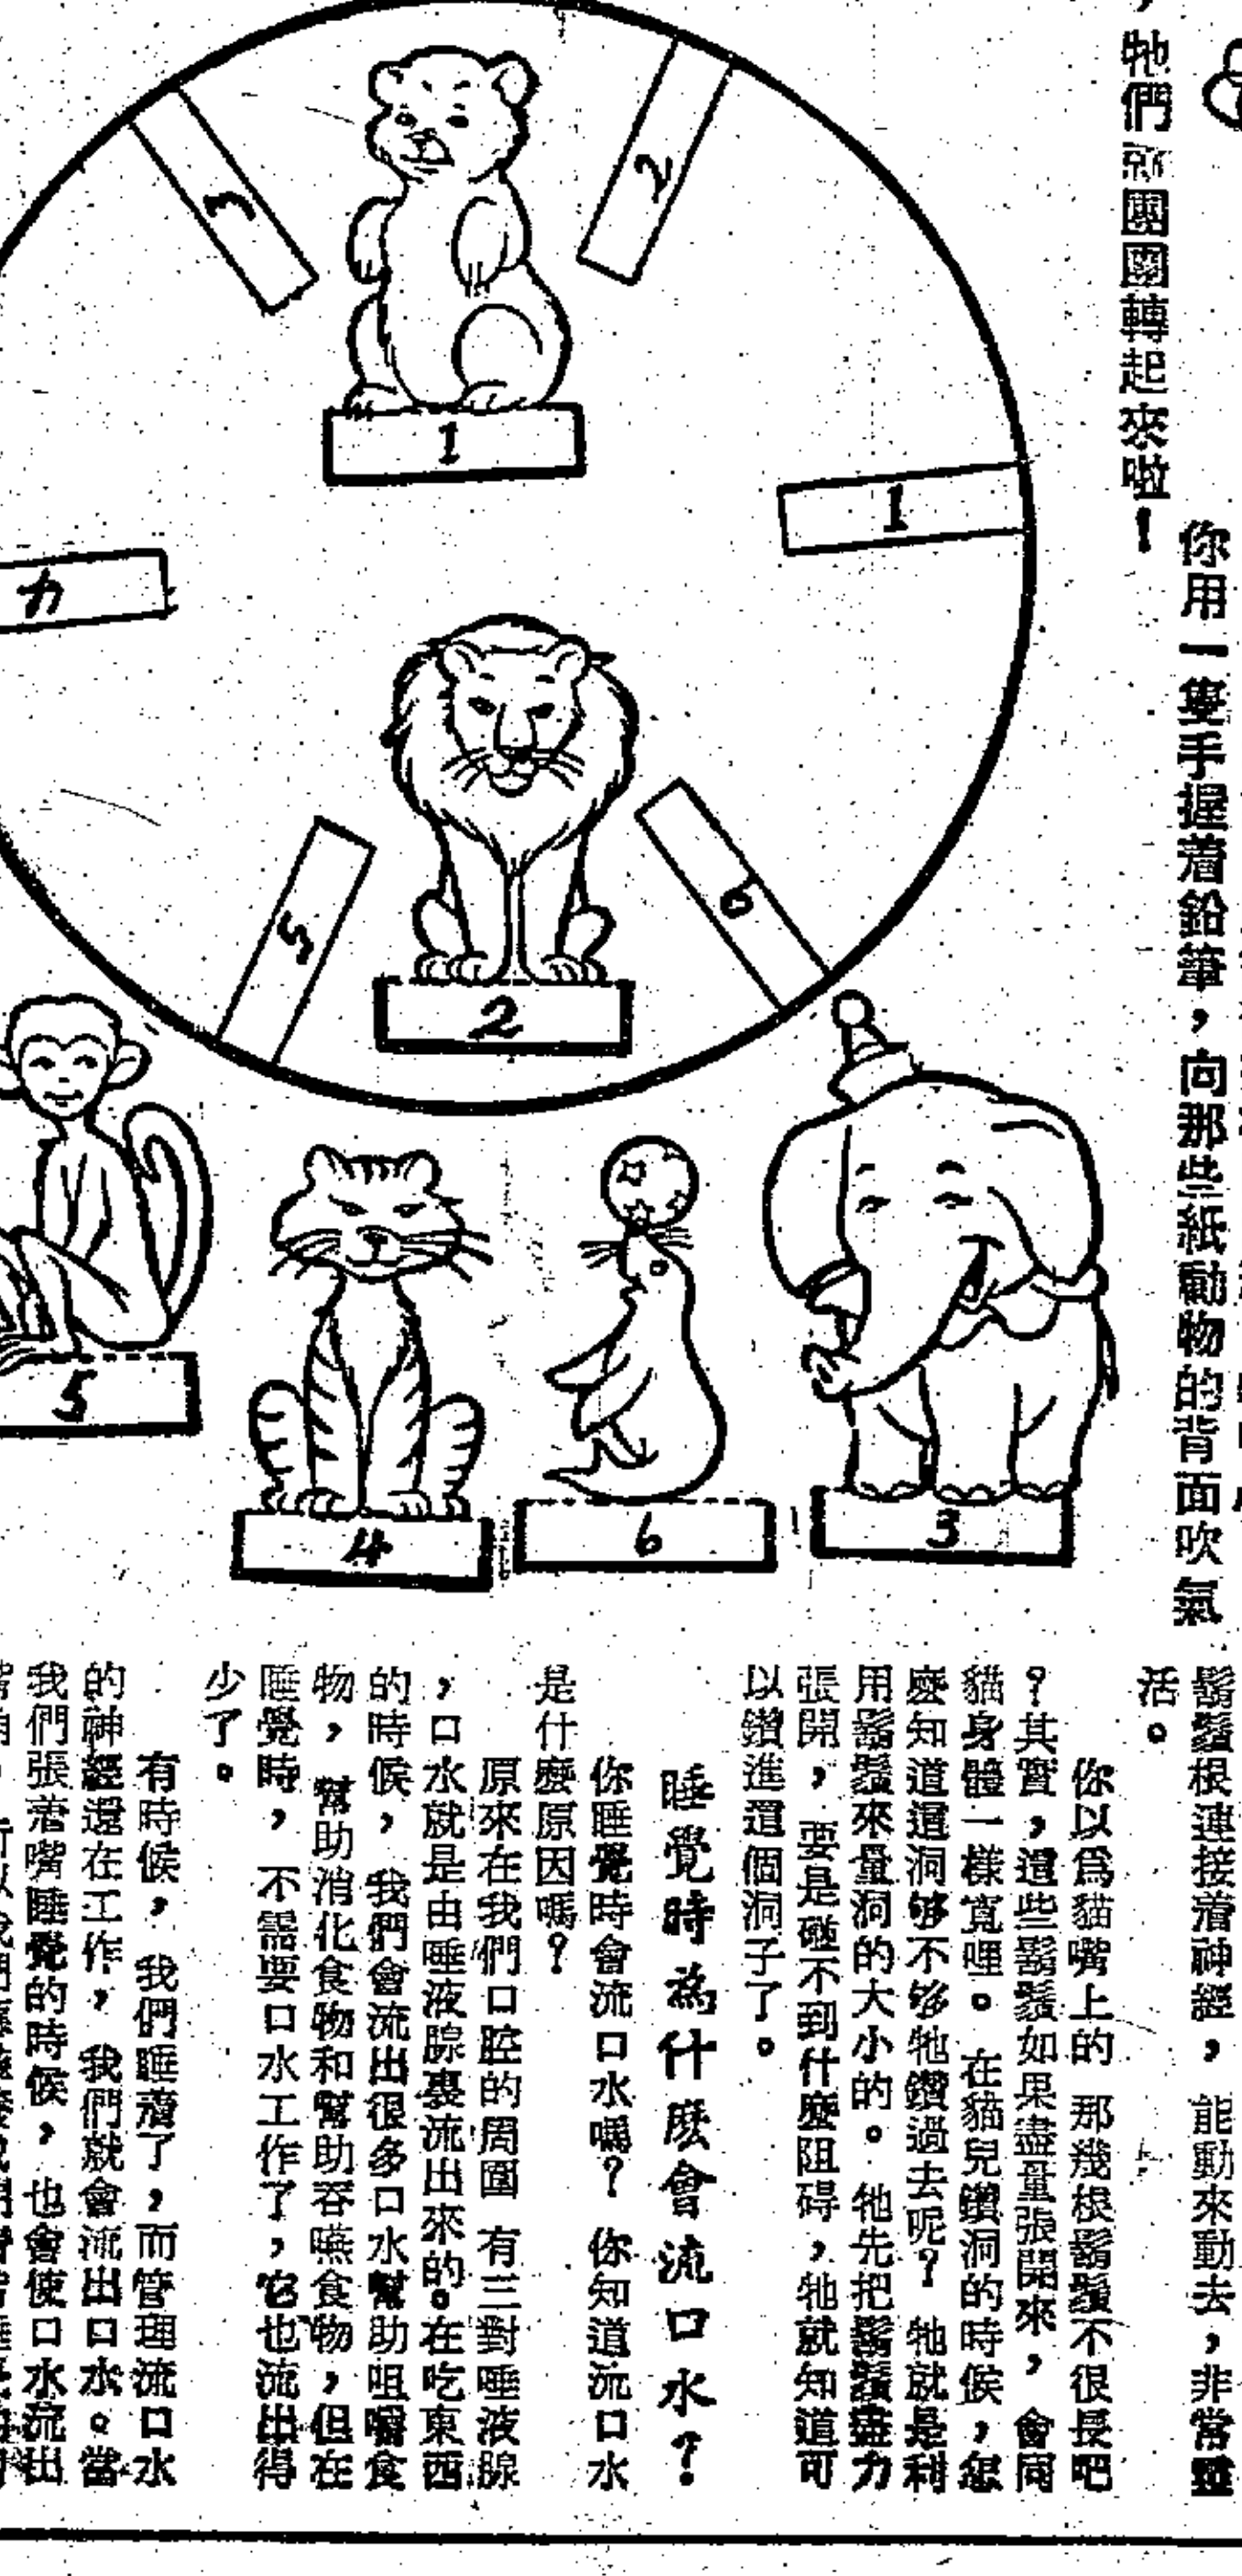 ，牠們就團團轉起來啦！
你用一隻手握着鉛筆，向那些紙動物的背面吹氣
3
2
1
1
力
2
5
6
5
4
6
3
鬍鬚根連接着神經，能動來動去，非常靈
活。
你以爲貓嘴上的那幾根鬍鬚不很長吧
？其實，這些鬍鬚如果盡量張開來，會同
貓身體一樣寬哩。在貓兒鑽洞的時候，怎
麼知道這洞够不够牠鑽過去呢？牠就是利
用鬍鬚來量洞的大小的。牠先把鬍鬚盡力
張開，要是碰不到什麼阻碍，牠就知道可
以鑽進這個洞子了。
睡覺時為什麼會流口水？
你睡覺時會流口水嗎？你知道流口水
是什麼原因嗎？
原來在我們口腔的周圍有三對唾液腺
，口水就是由唾液腺裏流出來的。在吃東西
的時候，我們會流出很多口水幫助咀嚼食
物，幫助消化食物和幫助吞嚥食物，但在
睡覺時，不需要口水工作了，它也流出得
少了。
有時候，我們睡着了，而管理流口水
的神經還在工作，我們就會流出口水。當
我們張着嘴睡覺的時候，也會使口水流出